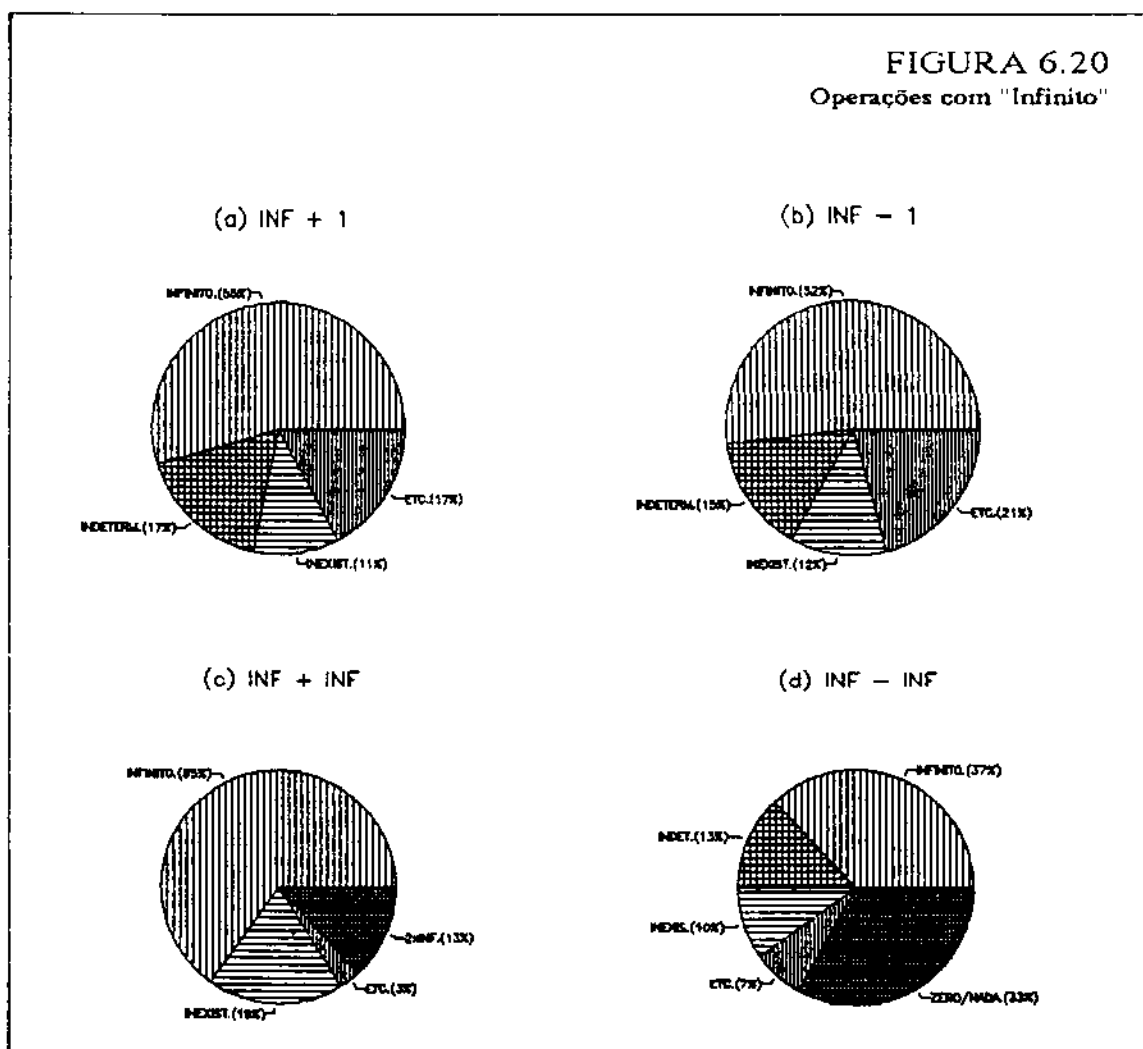 FIGURA 6.20
Operações com "Infinito"
(a) INF + 1
INFINITO.(55%)
INDETERM.(17%)
INEXIST.(11%)
ETC.(17%)
(b) INF − 1
INFINITO.(52%)
INDETERM.(15%)
INEXIST.(12%)
ETC.(21%)
(c) INF + INF
INFINITO.(65%)
INEXIST.(19%)
ETC.(3%)
2xINF.(13%)
(d) INF − INF
INFINITO.(37%)
INDET.(13%)
INEXIS.(10%)
ETC.(7%)
ZERO/NADA.(33%)